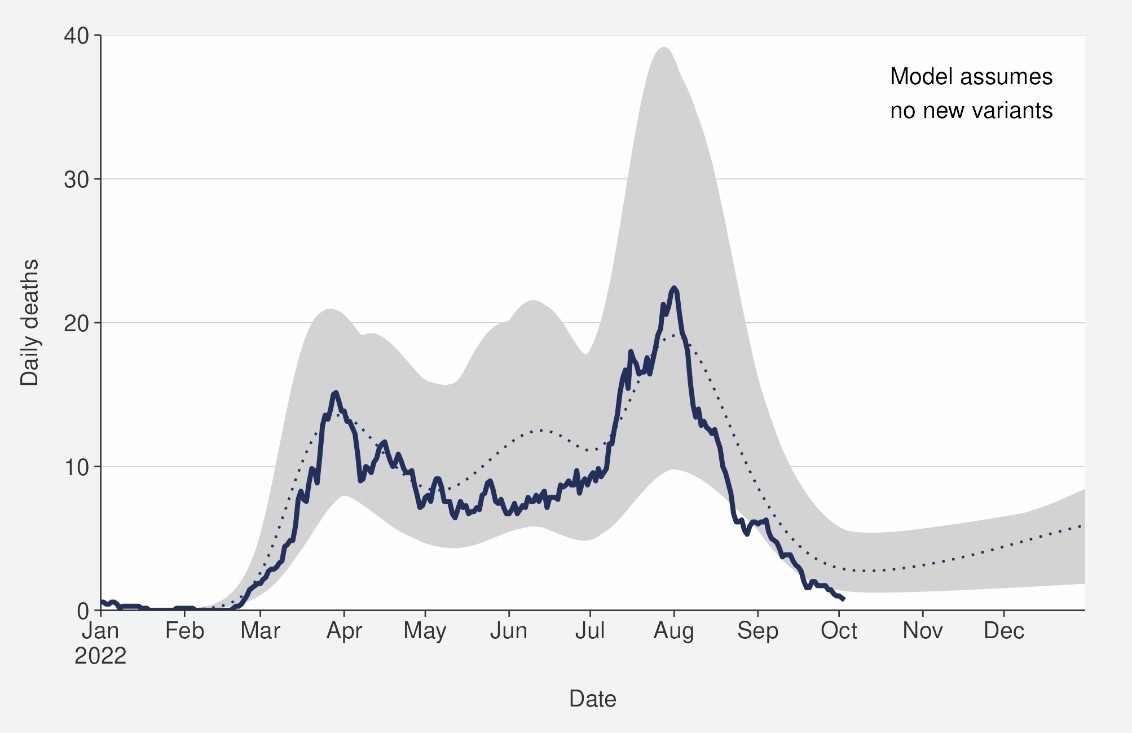 40
Model assumes
no new variants
30
Daily deaths
20
10
0
Jan Feb Mar Apr May Jun Jul Aug Sep Oct Nov Dec
2022
Date